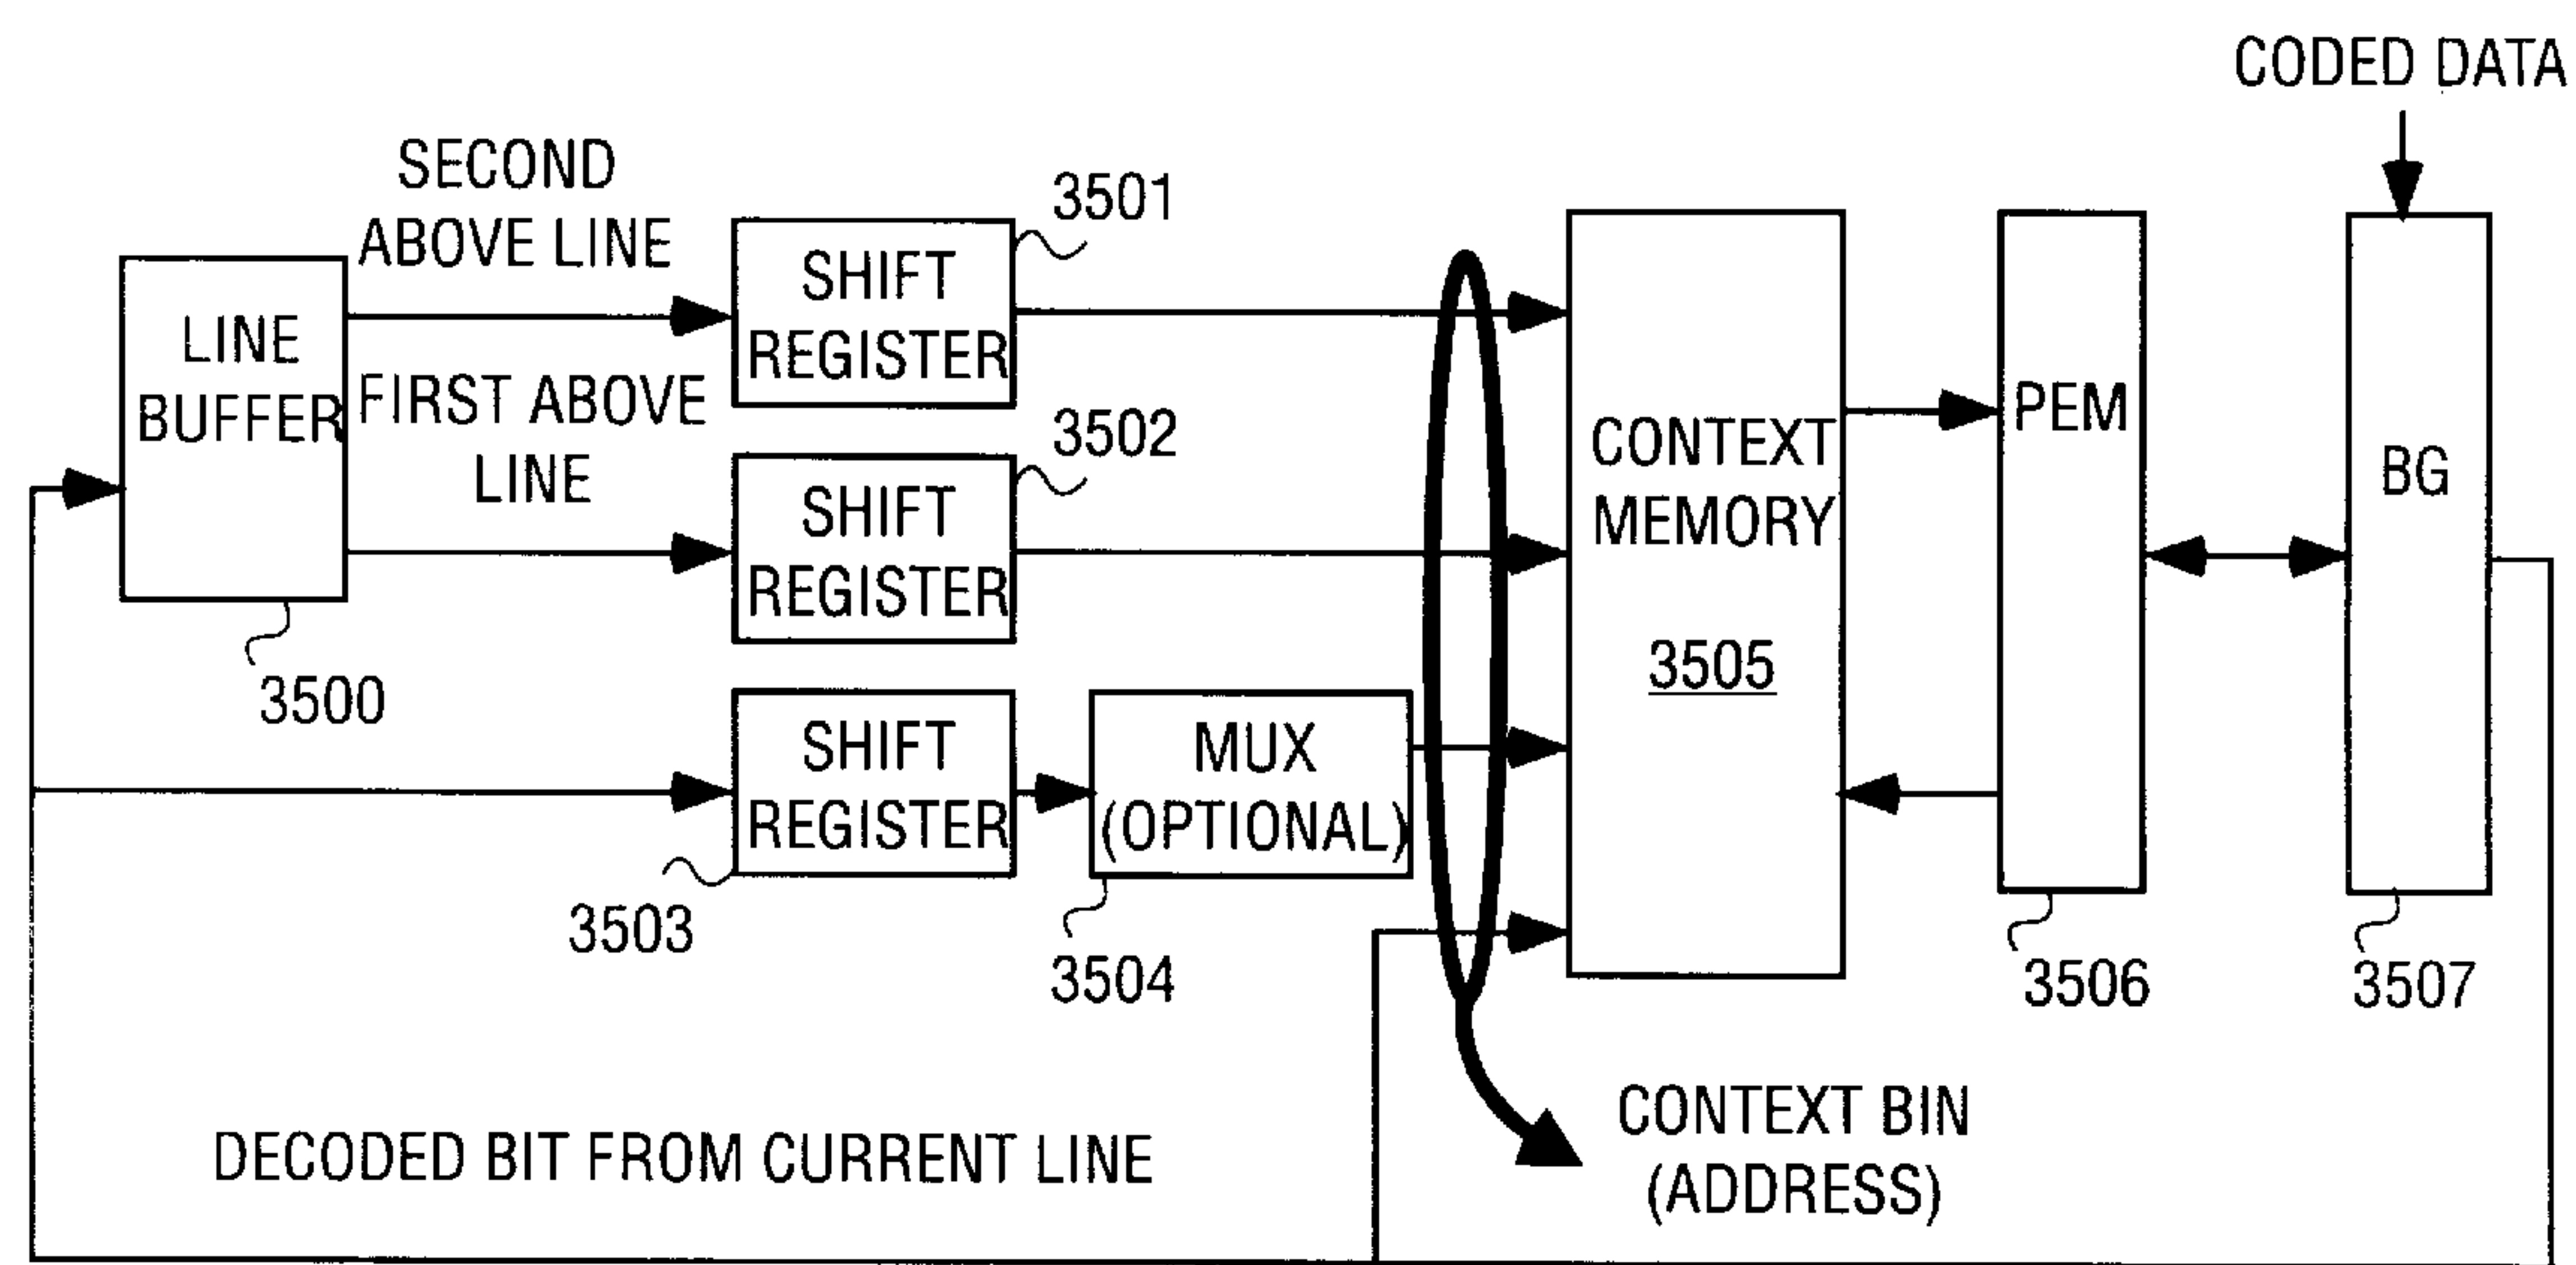 CODED DATA
SECOND
ABOVE LINE
3501
SHIFT
REGISTER
LINE
BUFFER
FIRST ABOVE
LINE
3502
SHIFT
REGISTER
CONTEXT
MEMORY
3505
PEM
BG
3500
SHIFT
REGISTER
MUX
(OPTIONAL)
3503
3504
3506
3507
CONTEXT BIN
(ADDRESS)
DECODED BIT FROM CURRENT LINE